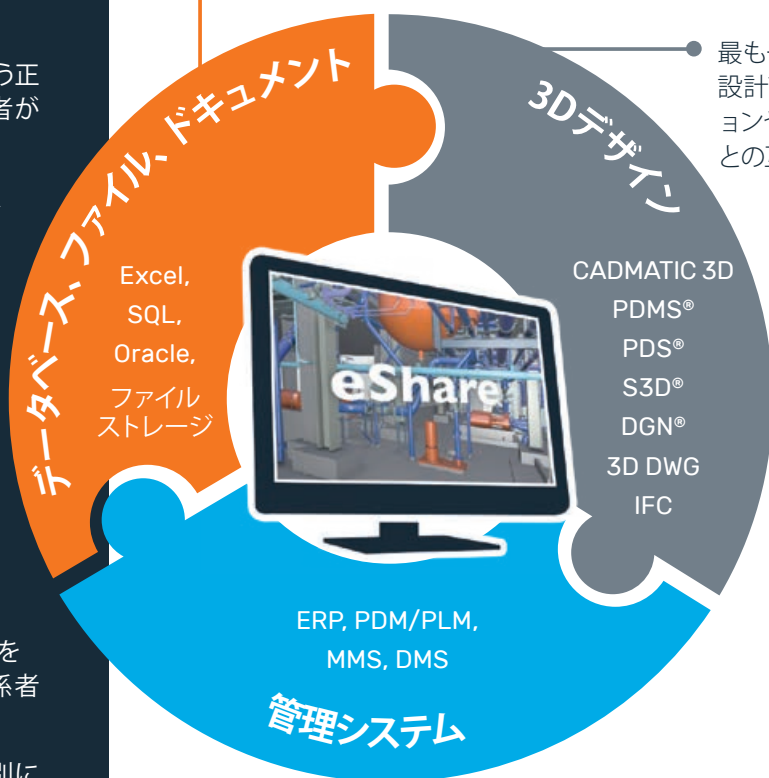 う正
者が
を
係者
別に
データベース、ファイル、ドキュメント
Excel,
SQL,
Oracle,
ファイル
ストレージ
eShare
3Dデザイン
CADMATIC 3D
PDMS®
PDS®
S3D®
DGN®
3D DWG
IFC
ERP, PDM/PLM,
MMS, DMS
管理システム
最も
設計
ョンや
との